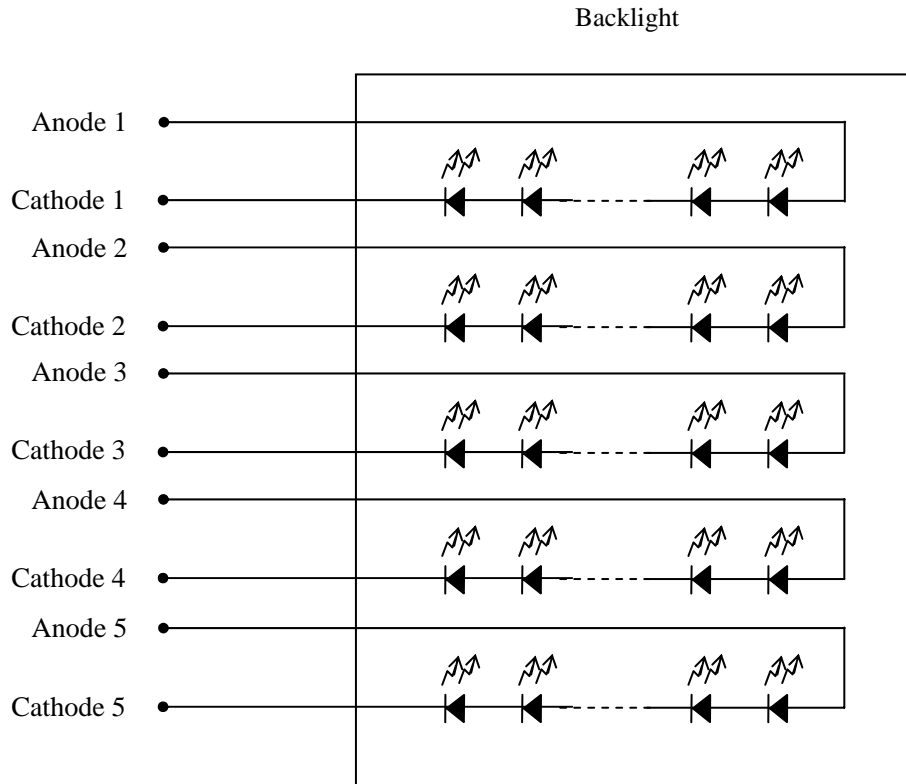 Backlight
Anode 1
Cathode 1
Anode 2
Cathode 2
Anode 3
Cathode 3
Anode 4
Cathode 4
Anode 5
Cathode 5